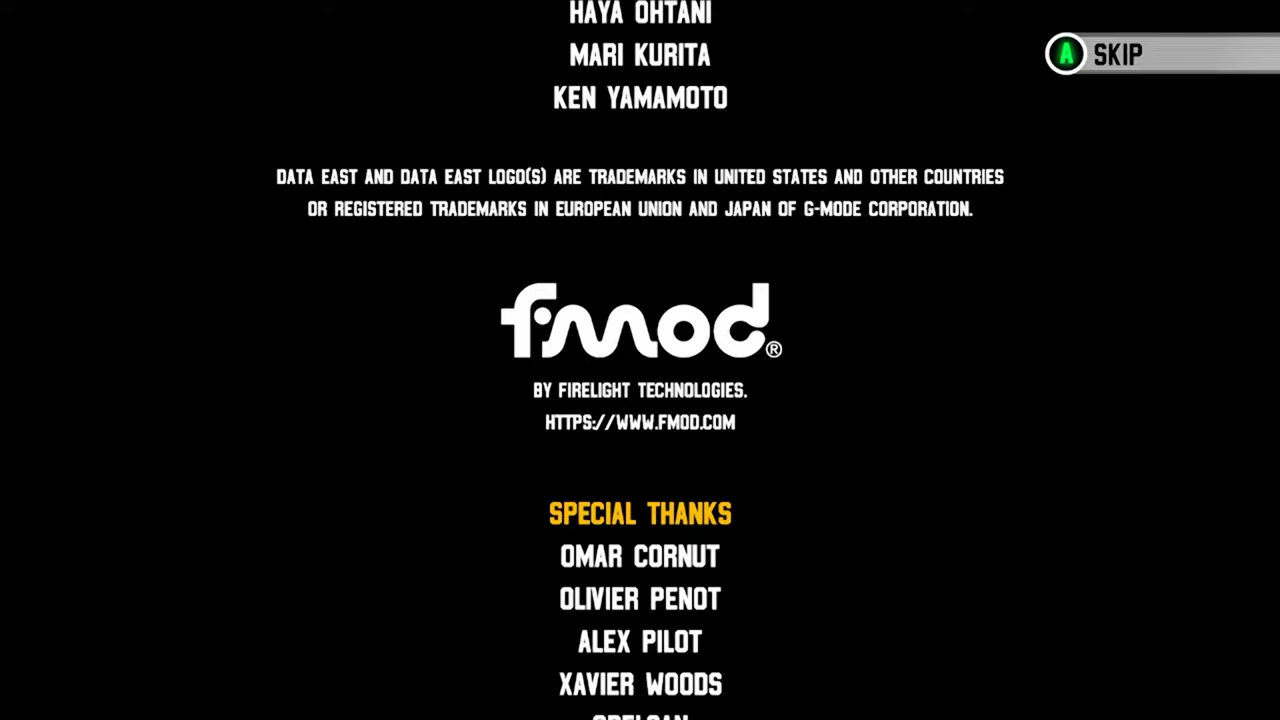 HAYA OHTANI
A SKIP
MARI KURITA
KEN YAMAMOTO
DATA EAST AND DATA EAST LOGO(S) ARE TRADEMARKS IN UNITED STATES AND OTHER COUNTRIES
OR REGISTERED TRADEMARKS IN EUROPEAN UNION AND JAPAN OF G-MODE CORPORATION.
fmod®
BY FIRELIGHT TECHNOLOGIES.
HTTPS://WWW.FMOD.COM
SPECIAL THANKS
OMAR CORNUT
OLIVIER PENOT
ALEX PILOT
XAVIER WOODS